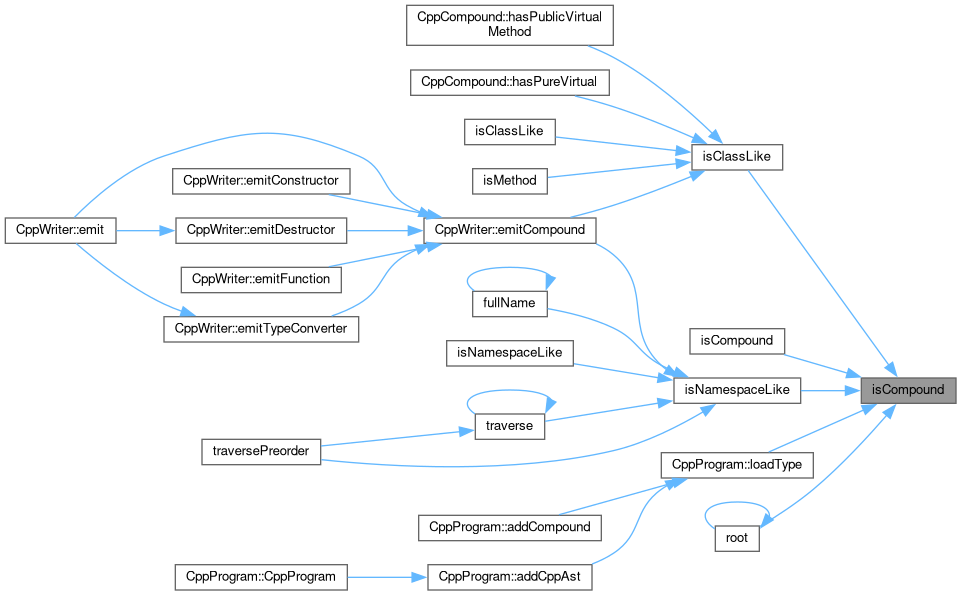 CppCompound::hasPublicVirtual
Method
CppCompound::hasPureVirtual
isClassLike
isClassLike
isMethod
CppWriter::emitConstructor
CppWriter::emit
CppWriter::emitDestructor
CppWriter::emitCompound
CppWriter::emitFunction
fullName
CppWriter::emitTypeConverter
isCompound
isNamespaceLike
isNamespaceLike
isCompound
traverse
traversePreorder
CppProgram::loadType
CppProgram::addCompound
root
CppProgram::CppProgram
CppProgram::addCppAst